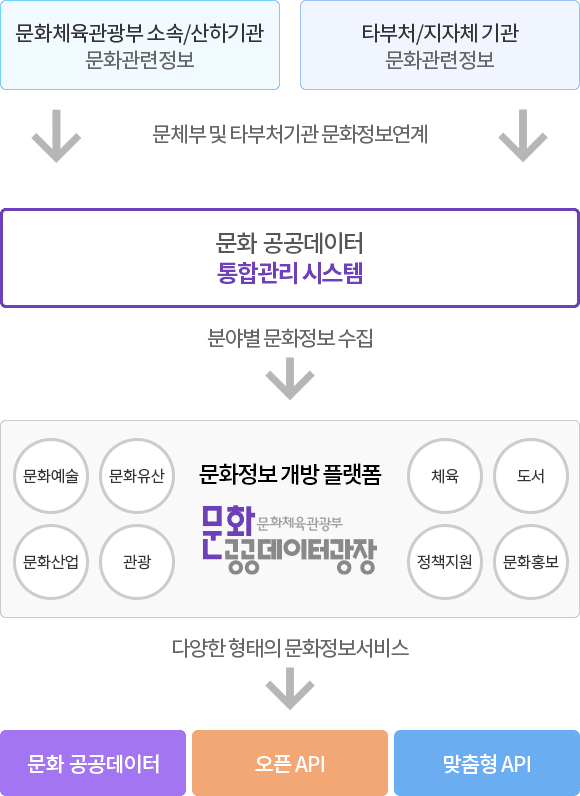 문화체육관광부 소속/산하기관
문화관련정보
타부처/지자체 기관
문화관련정보
문체부 및 타부처기관 문화정보연계
문화 공공데이터
통합관리 시스템
분야별 문화정보 수집
문화예술
문화유산
문화산업
관광
문화정보 개방 플랫폼
문화체육관광부
문화
공공데이터광장
체육
도서
정책지원
문화홍보
다양한 형태의 문화정보서비스
문화 공공데이터
오픈 API
맞춤형 API